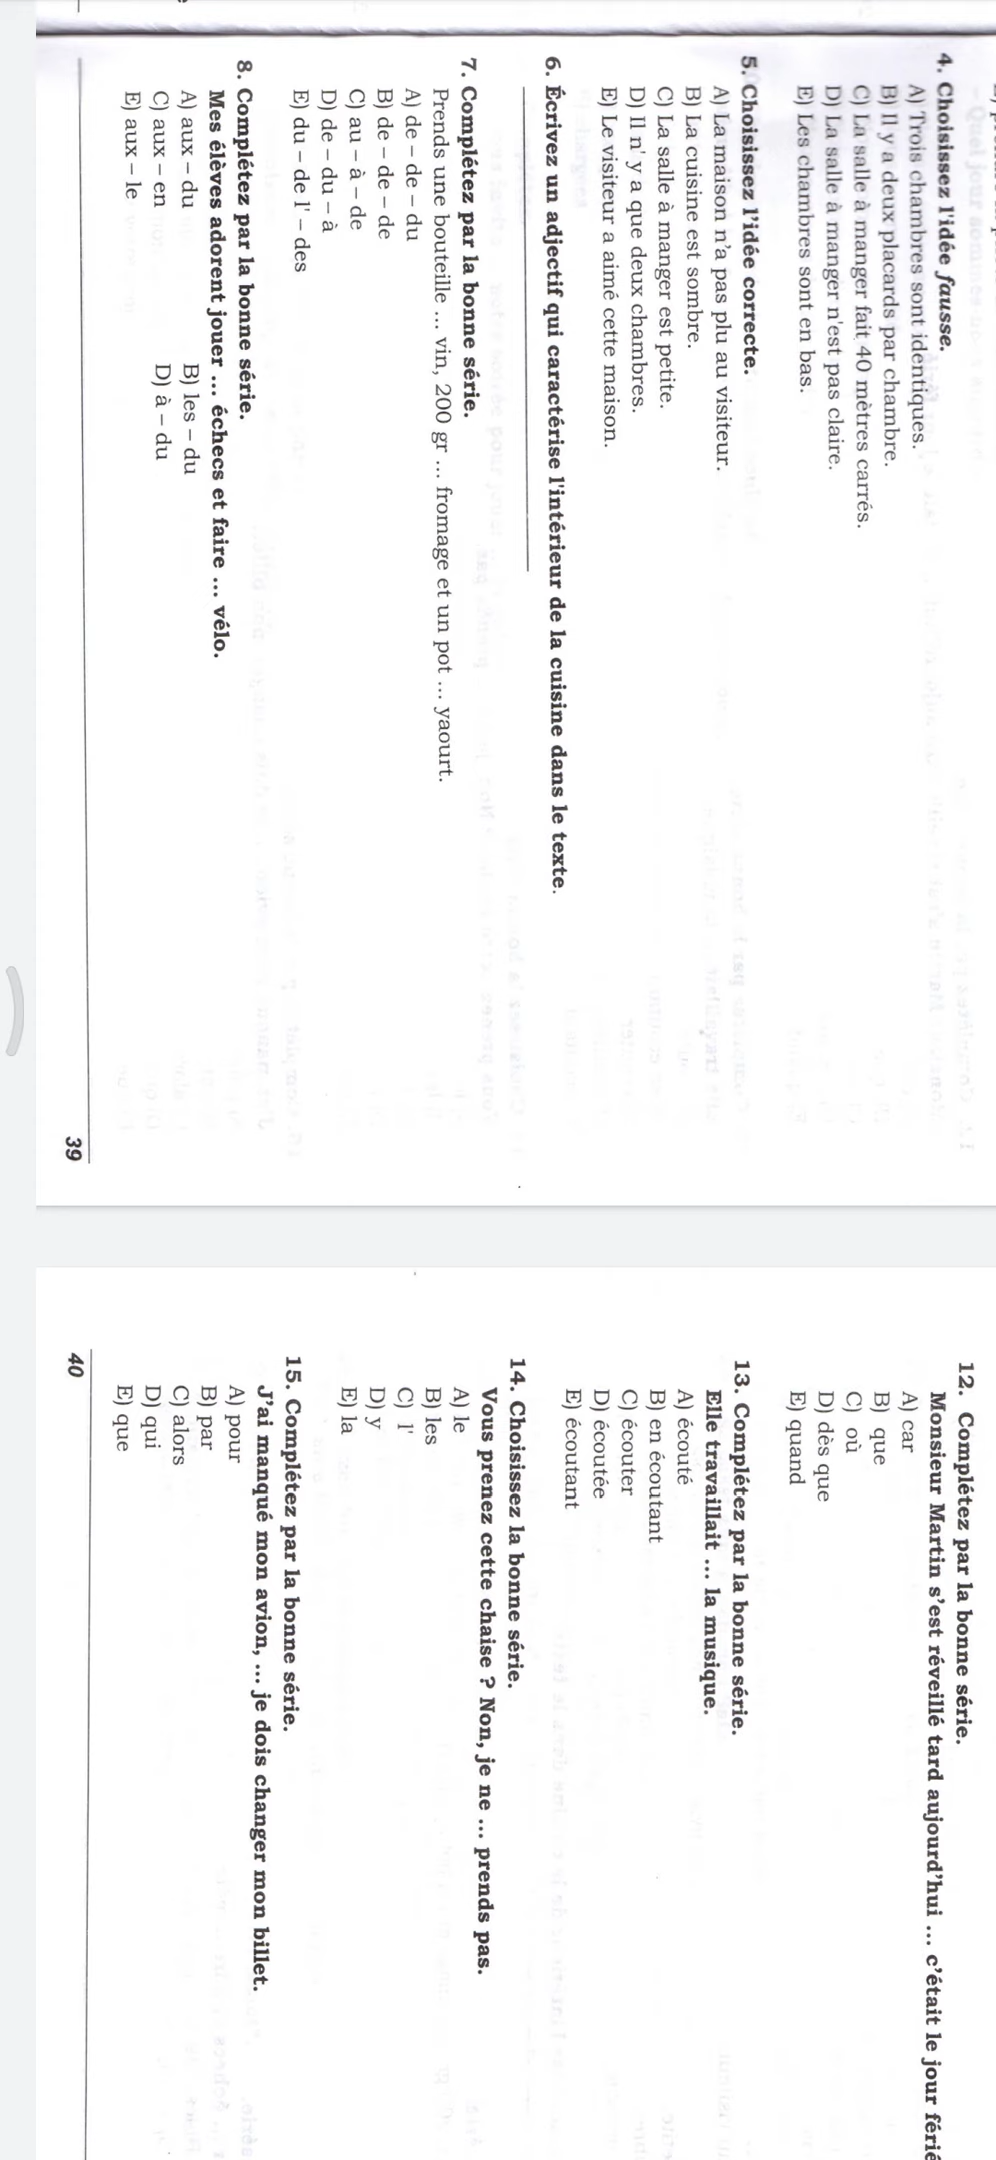 4. Choisissez l'idée fausse.
A) Trois chambres sont identiques.
B) Il y a deux placards par chambre.
C) La salle à manger fait 40 mètres carrés.
D) La salle à manger n'est pas claire.
E) Les chambres sont en bas.
5. Choisissez l'idée correcte.
A) La maison n'a pas plu au visiteur.
B) La cuisine est sombre.
C) La salle à manger est petite.
D) Il n' y a que deux chambres.
E) Le visiteur a aimé cette maison.
6. Écrivez un adjectif qui caractérise l'intérieur de la cuisine dans le texte.
7. Complétez par la bonne série.
Prends une bouteille ... vin, 200 gr ... fromage et un pot ... yaourt.
A) de – de – du
B) de – de – de
C) au – à – de
D) de – du – à
E) du – de l' – des
8. Complétez par la bonne série.
Mes élèves adorent jouer ... échecs et faire ... vélo.
A) aux – du B) les – du
C) aux – en D) à – du
E) aux – le
39
12. Complétez par la bonne série.
Monsieur Martin s'est réveillé tard aujourd'hui ... c'était le jour férié
A) car
B) que
C) où
D) dès que
E) quand
13. Complétez par la bonne série.
Elle travaillait ... la musique.
A) écouté
B) en écoutant
C) écouter
D) écoutée
E) écoutant
14. Choisissez la bonne série.
Vous prenez cette chaise ? Non, je ne ... prends pas.
A) le
B) les
C) l'
D) y
E) la
15. Complétez par la bonne série.
J'ai manqué mon avion, ... je dois changer mon billet.
A) pour
B) par
C) alors
D) qui
E) que
40